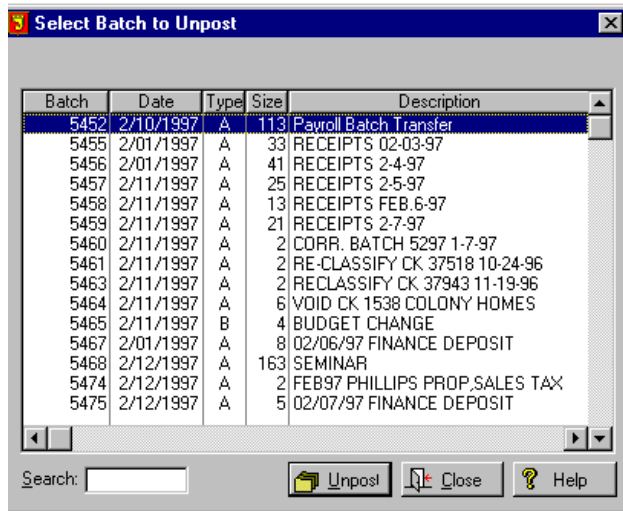 Select Batch to Unpost
Batch Date Type Size Description
5452 2/10/1997 A 113 Payroll Batch Transfer
5455 2/01/1997 A 33 RECEIPTS 02-03-97
5456 2/01/1997 A 41 RECEIPTS 2-4-97
5457 2/11/1997 A 25 RECEIPTS 2-5-97
5458 2/11/1997 A 13 RECEIPTS FEB.6-97
5459 2/11/1997 A 21 RECEIPTS 2-7-97
5460 2/11/1997 A 2 CORR. BATCH 5297 1-7-97
5461 2/11/1997 A 2 RE-CLASSIFY CK 37518 10-24-96
5463 2/11/1997 A 2 RECLASSIFY CK 37943 11-19-96
5464 2/11/1997 A 6 VOID CK 1538 COLONY HOMES
5465 2/11/1997 B 4 BUDGET CHANGE
5467 2/01/1997 A 8 02/06/97 FINANCE DEPOSIT
5468 2/12/1997 A 163 SEMINAR
5474 2/12/1997 A 2 FEB97 PHILLIPS PROP,SALES TAX
5475 2/12/1997 A 5 02/07/97 FINANCE DEPOSIT
Search: Unpost Close Help